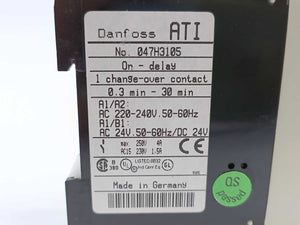 Danfoss ATI
No. 047H3105
On - delay
1 change-over contact
0.3 min - 30 min
A1/A2:
AC 220-240V.50-60Hz
A1/B1:
AC 24V.50-60Hz/DC 24V
max 250V 4A
AC15 230V 1.5A
Made in Germany
Danfoss